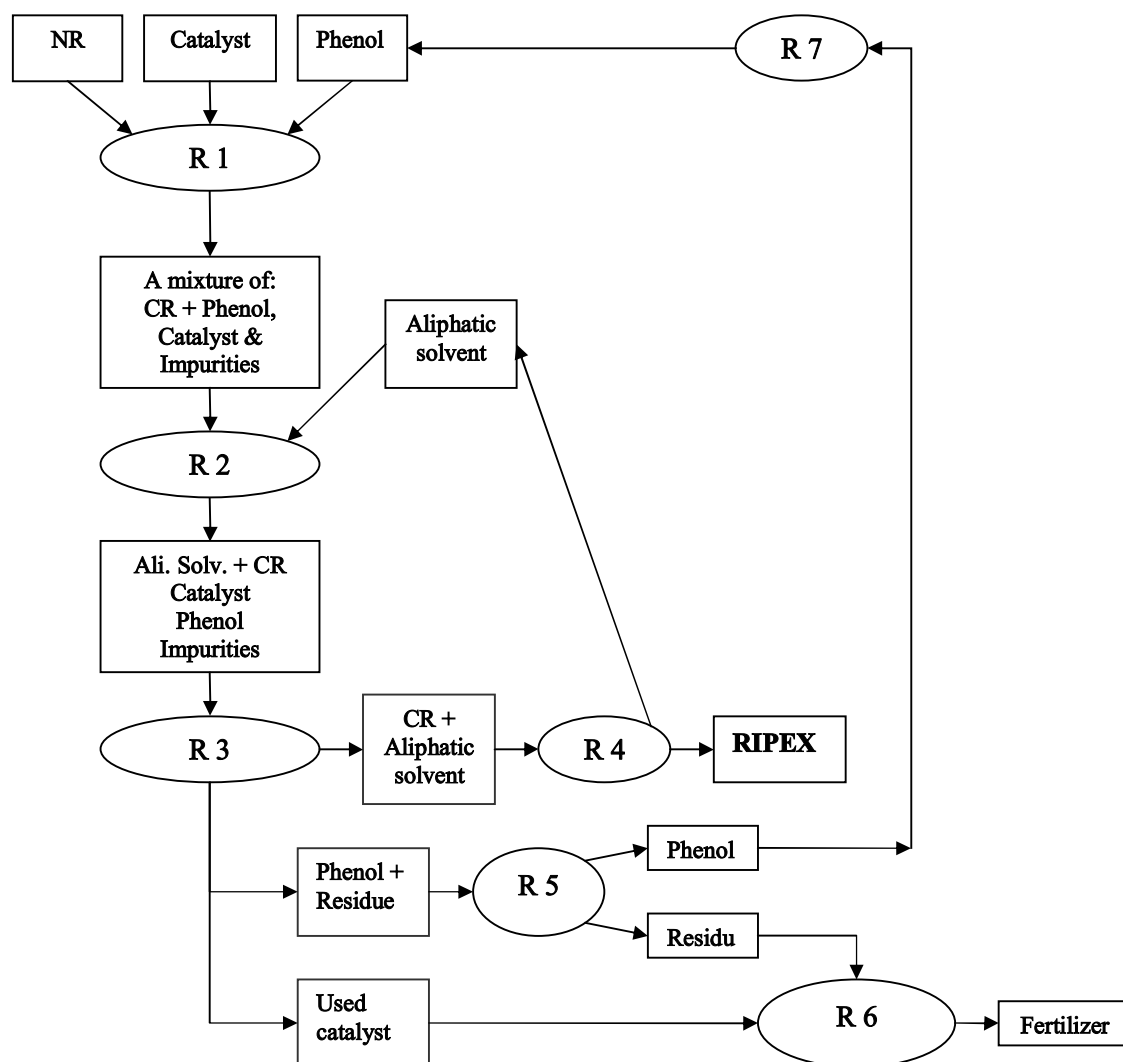 NR
Catalyst
Phenol
R 7
R 1
A mixture of:
CR + Phenol,
Catalyst &
Impurities
Aliphatic
solvent
R 2
Ali. Solv. + CR
Catalyst
Phenol
Impurities
R 3
CR +
Aliphatic
solvent
R 4
RIPEX
Phenol +
Residue
R 5
Phenol
Residu
Used
catalyst
R 6
Fertilizer